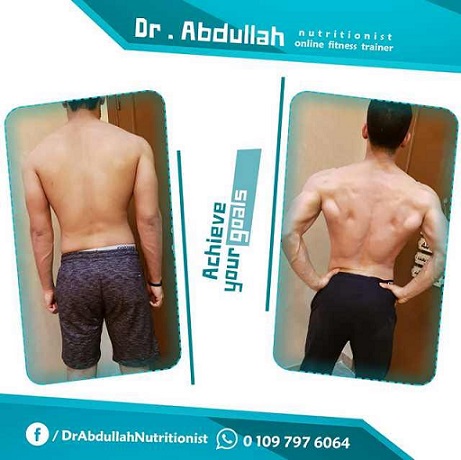 Dr . Abdullah
nutritionist
online fitness trainer
Achieve
your goals
f /DrAbdullahNutritionist 0 109 797 6064